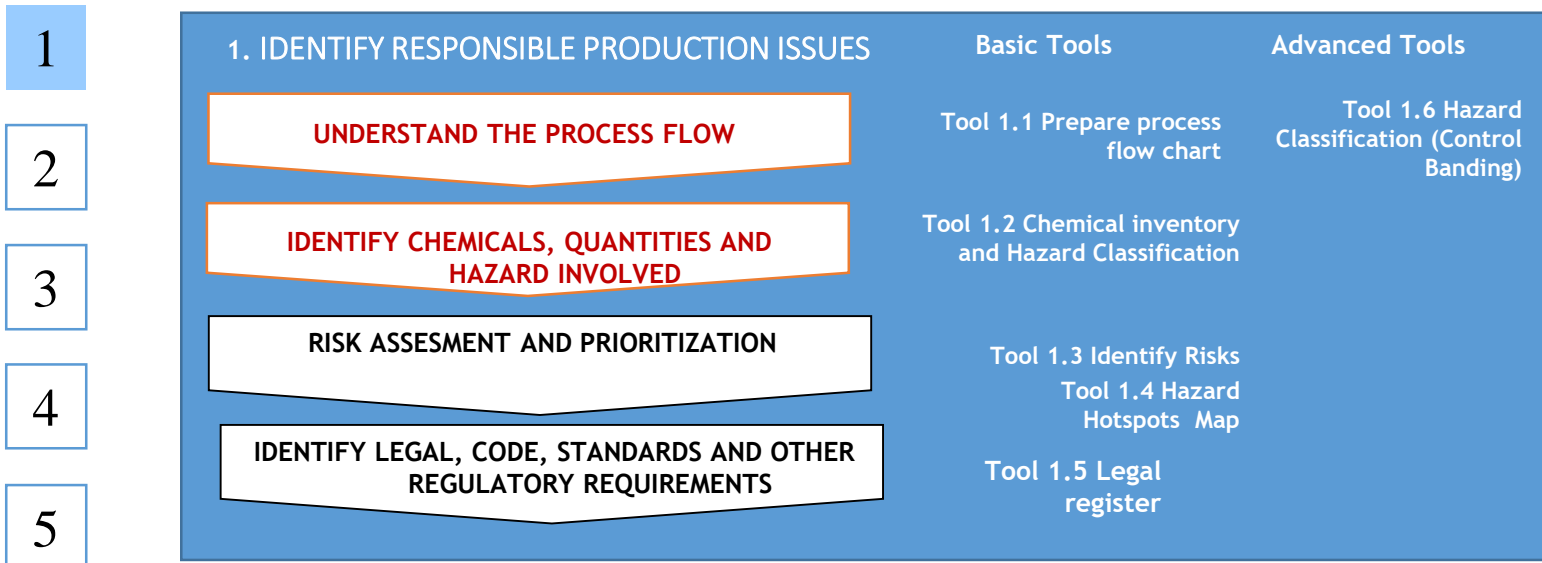 1
2
3
4
5
1. IDENTIFY RESPONSIBLE PRODUCTION ISSUES
Basic Tools
Advanced Tools
UNDERSTAND THE PROCESS FLOW
Tool 1.1 Prepare process
flow chart
Tool 1.6 Hazard
Classification (Control
Banding)
IDENTIFY CHEMICALS, QUANTITIES AND
HAZARD INVOLVED
Tool 1.2 Chemical inventory
and Hazard Classification
RISK ASSESMENT AND PRIORITIZATION
Tool 1.3 Identify Risks
Tool 1.4 Hazard
Hotspots Map
IDENTIFY LEGAL, CODE, STANDARDS AND OTHER
REGULATORY REQUIREMENTS
Tool 1.5 Legal
register